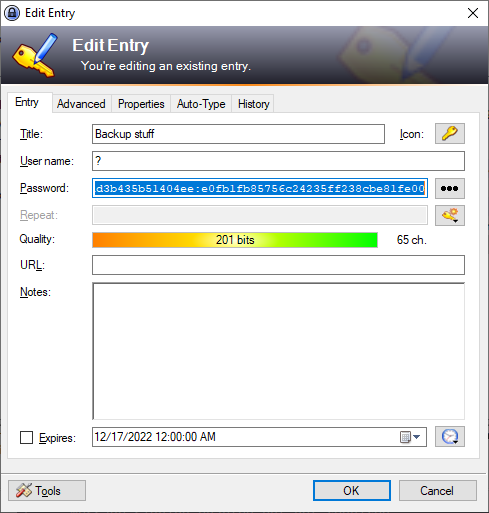 Edit Entry
Edit Entry
You're editing an existing entry.
Entry Advanced Properties Auto-Type History
Title: Backup stuff Icon:
User name: ?
Password: d3b435b51404ee:e0fb1fb85756c24235ff238cbe81fe00
Repeat:
Quality: 201 bits 65 ch.
URL:
Notes:
Expires: 12/17/2022 12:00:00 AM
Tools OK Cancel